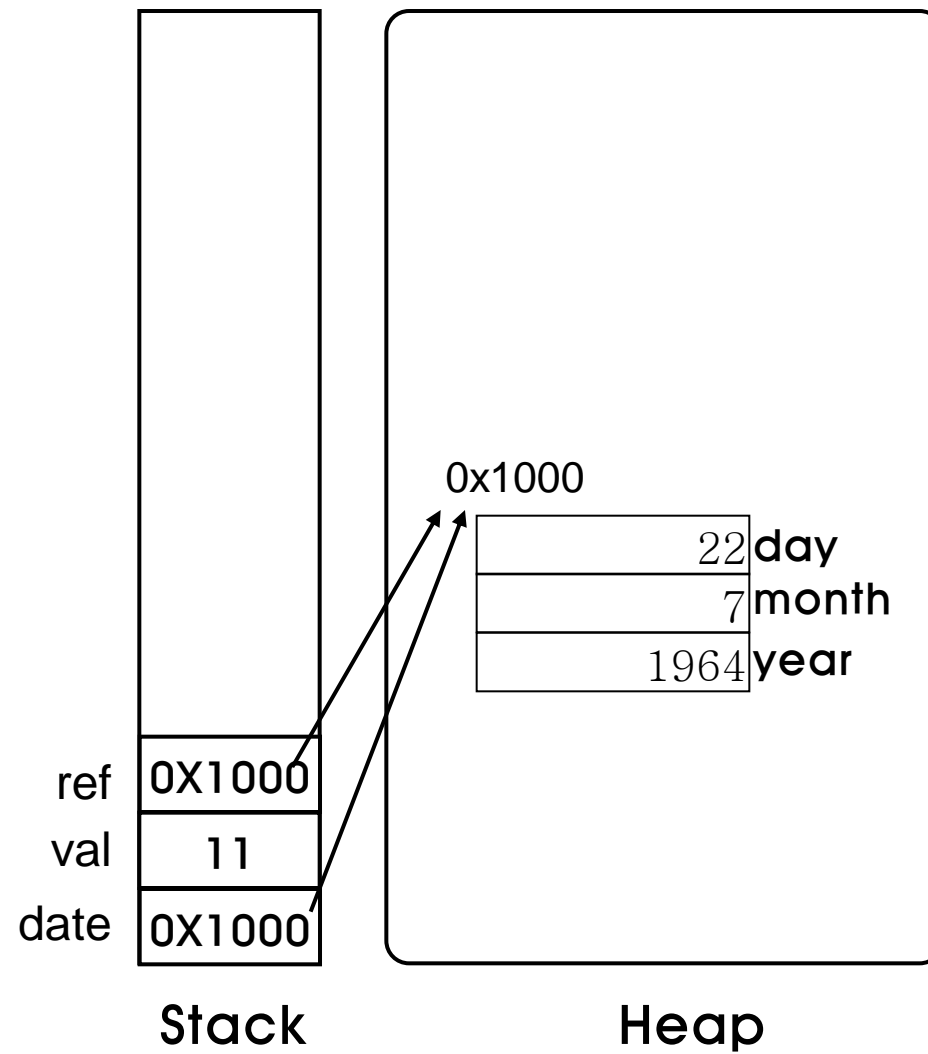 0x1000
22 day
7 month
1964 year
ref 0X1000
val 11
date 0X1000
Stack Heap